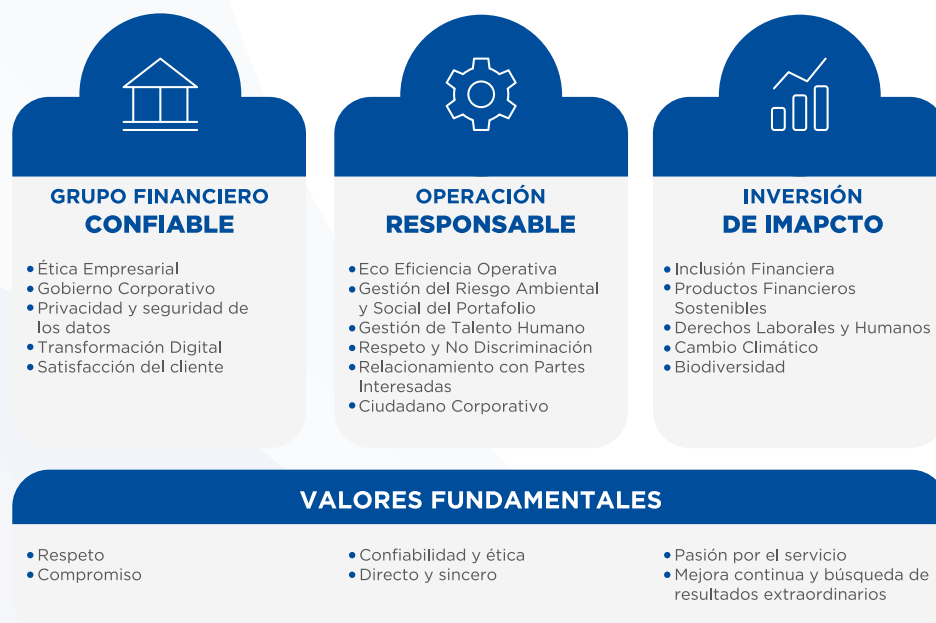 GRUPO FINANCIERO
CONFIABLE
• Ética Empresarial
• Gobierno Corporativo
• Privacidad y seguridad de
los datos
• Transformación Digital
• Satisfacción del cliente
OPERACIÓN
RESPONSABLE
• Eco Eficiencia Operativa
• Gestión del Riesgo Ambiental
y Social del Portafolio
• Gestión de Talento Humano
• Respeto y No Discriminación
• Relacionamiento con Partes
Interesadas
• Ciudadano Corporativo
INVERSIÓN
DE IMAPCTO
• Inclusión Financiera
• Productos Financieros
Sostenibles
• Derechos Laborales y Humanos
• Cambio Climático
• Biodiversidad
VALORES FUNDAMENTALES
• Respeto
• Compromiso
• Confiabilidad y ética
• Directo y sincero
• Pasión por el servicio
• Mejora continua y búsqueda de
resultados extraordinarios